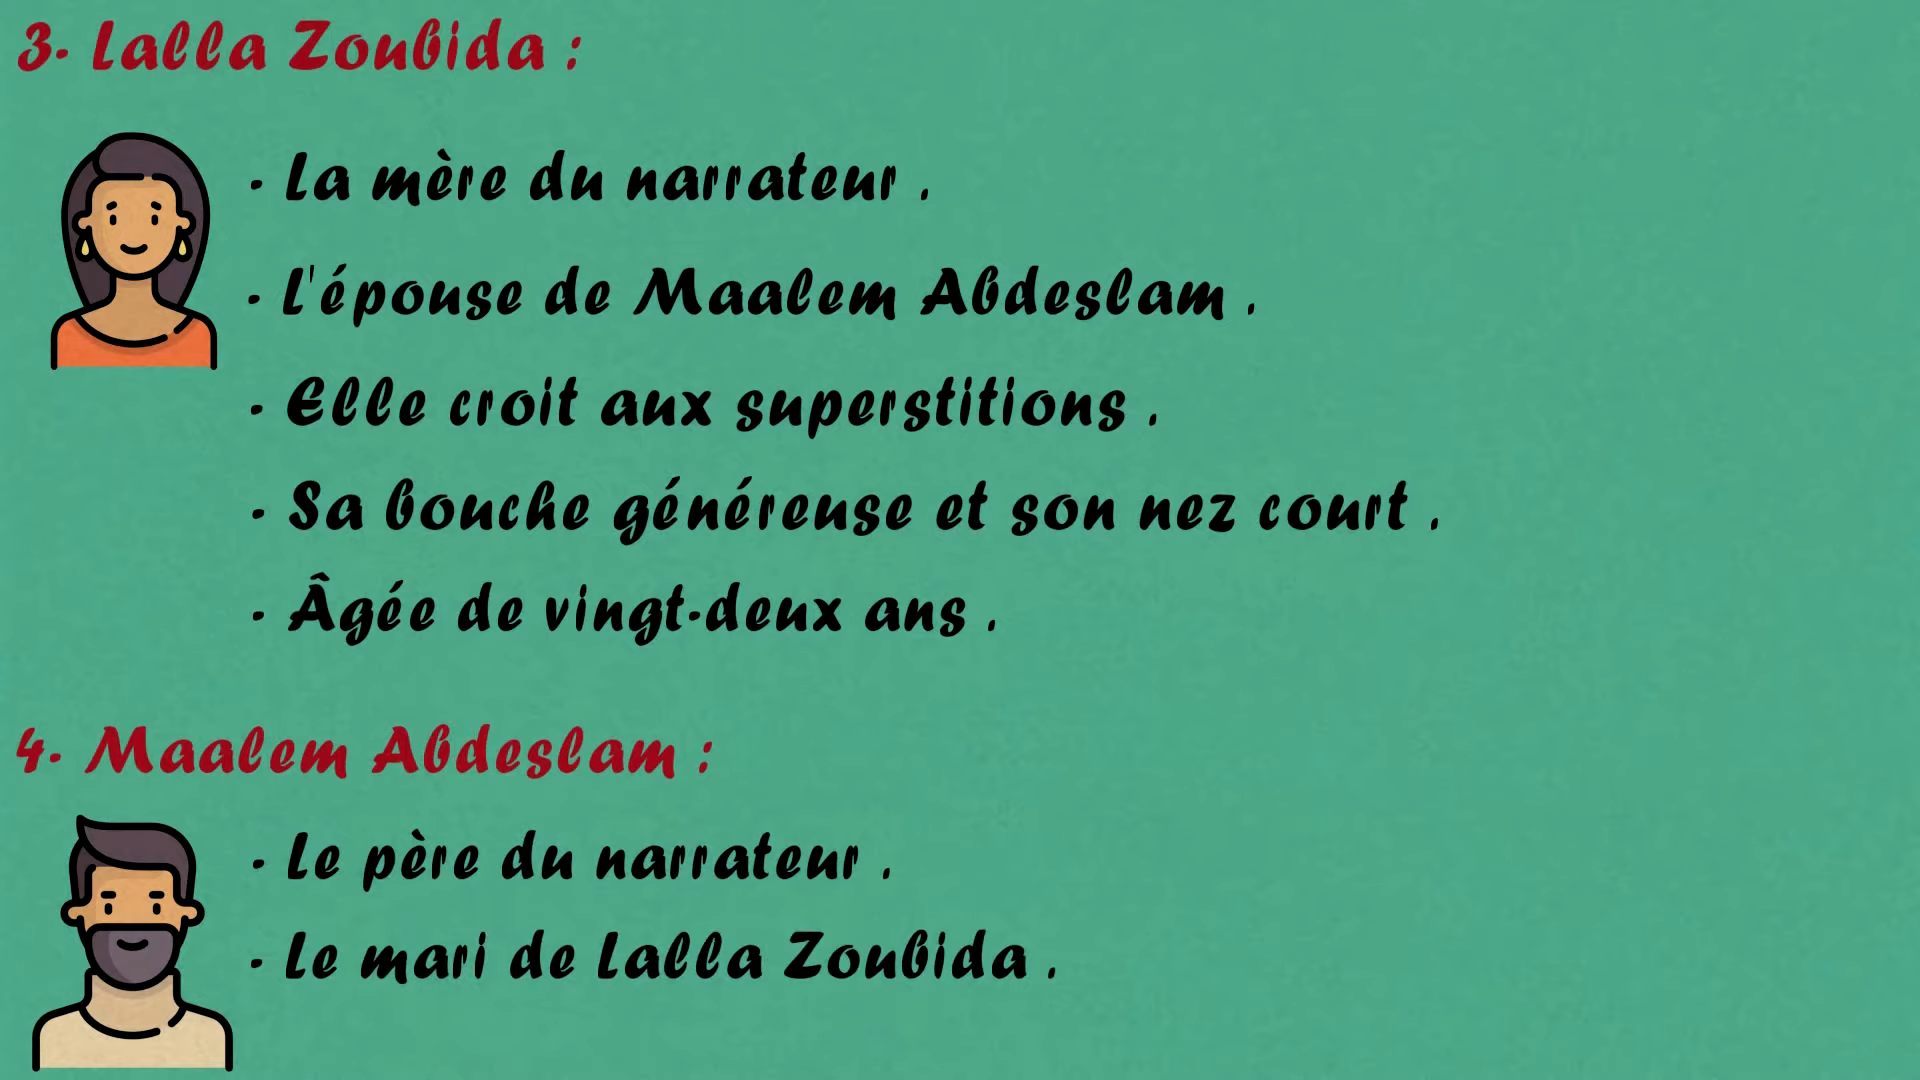 3- Lalla Zoubida :
- La mère du narrateur .
- L'épouse de Maalem Abdeslam .
- Elle croit aux superstitions .
- Sa bouche généreuse et son nez court .
- Âgée de vingt-deux ans .
4- Maalem Abdeslam :
- Le père du narrateur .
- Le mari de Lalla Zoubida .